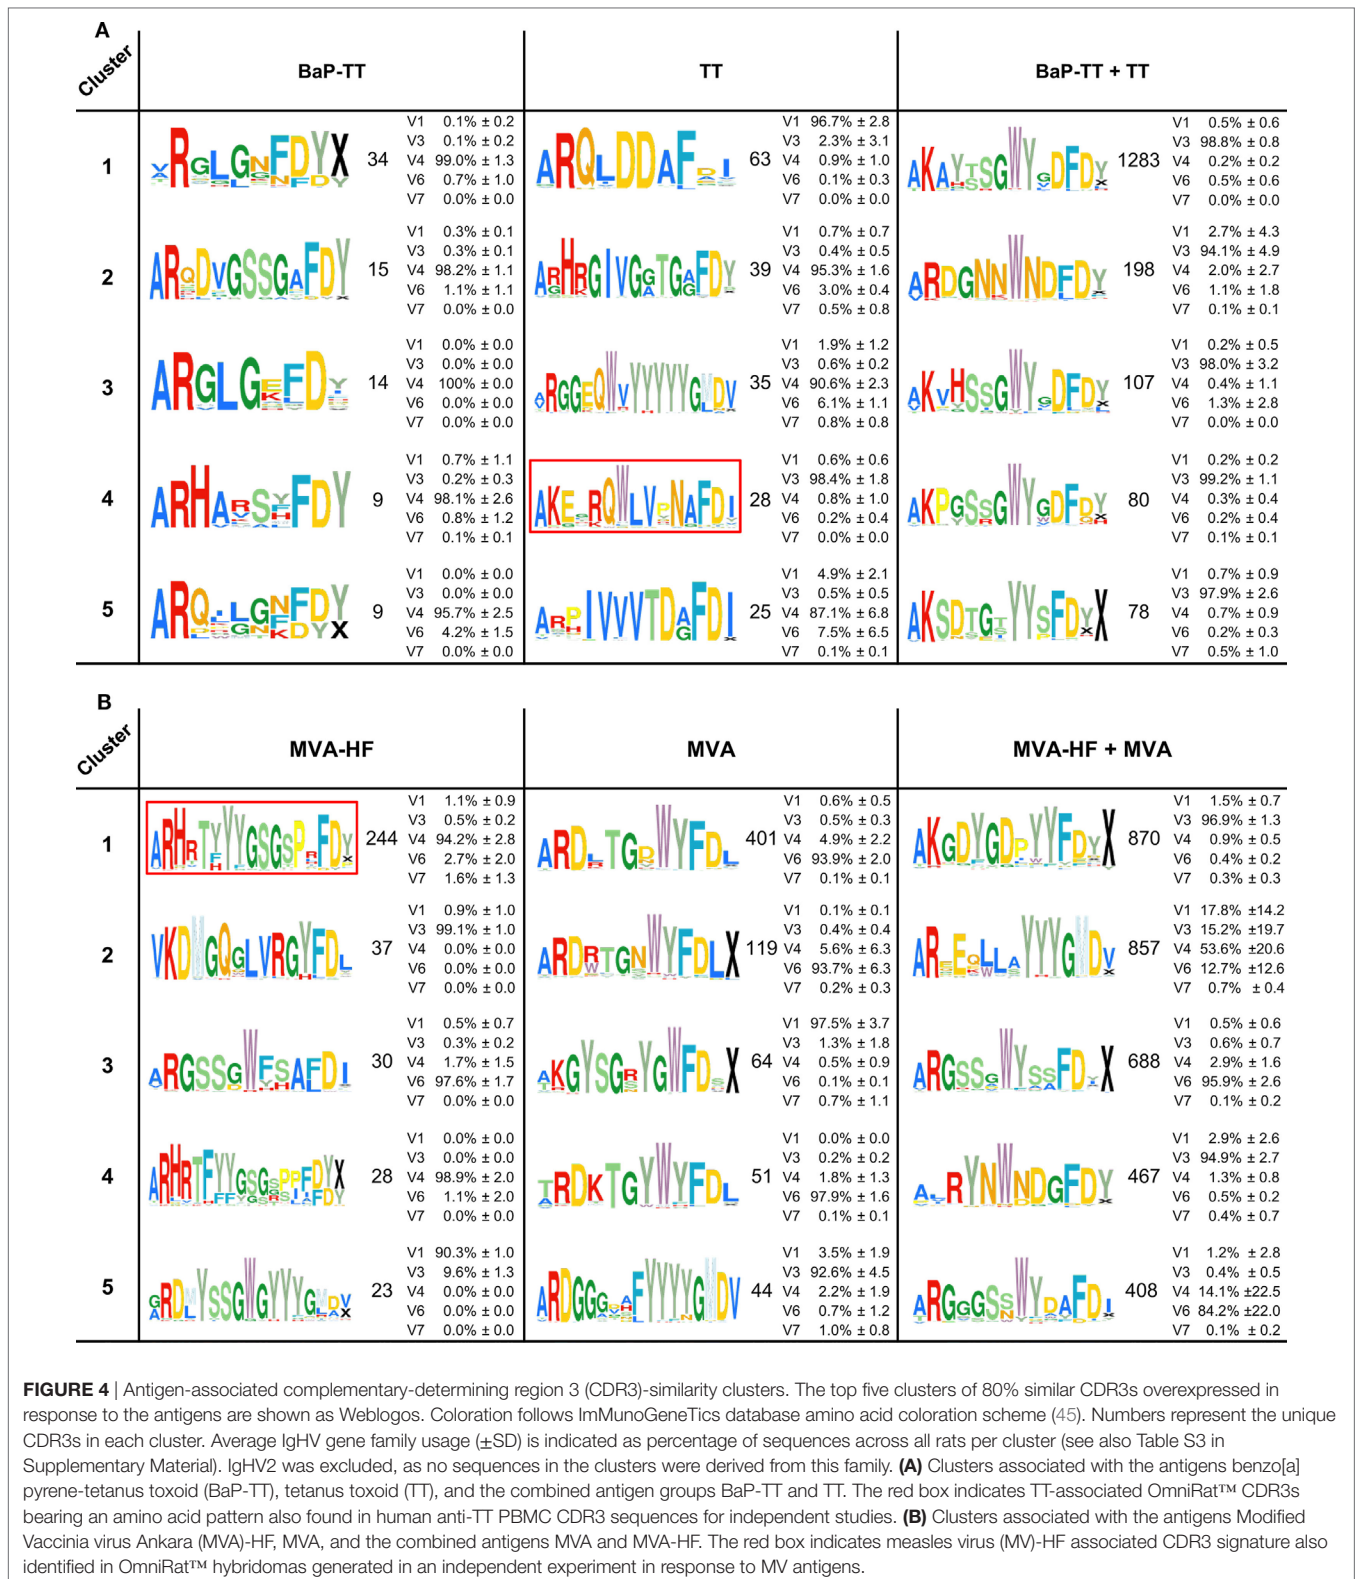 A
Cluster
BaP-TT
TT
BaP-TT + TT
1
34
V1 0.1% ± 0.2
V3 0.1% ± 0.2
V4 99.0% ± 1.3
V6 0.7% ± 1.0
V7 0.0% ± 0.0
63
V1 96.7% ± 2.8
V3 2.3% ± 3.1
V4 0.9% ± 1.0
V6 0.1% ± 0.3
V7 0.0% ± 0.0
1283
V1 0.5% ± 0.6
V3 98.8% ± 0.8
V4 0.2% ± 0.2
V6 0.5% ± 0.6
V7 0.0% ± 0.0
2
15
V1 0.3% ± 0.1
V3 0.3% ± 0.1
V4 98.2% ± 1.1
V6 1.1% ± 1.1
V7 0.0% ± 0.0
39
V1 0.7% ± 0.7
V3 0.4% ± 0.5
V4 95.3% ± 1.6
V6 3.0% ± 0.4
V7 0.5% ± 0.8
198
V1 2.7% ± 4.3
V3 94.1% ± 4.9
V4 2.0% ± 2.7
V6 1.1% ± 1.8
V7 0.1% ± 0.1
3
14
V1 0.0% ± 0.0
V3 0.0% ± 0.0
V4 100% ± 0.0
V6 0.0% ± 0.0
V7 0.0% ± 0.0
35
V1 1.9% ± 1.2
V3 0.6% ± 0.2
V4 90.6% ± 2.3
V6 6.1% ± 1.1
V7 0.8% ± 0.8
107
V1 0.2% ± 0.5
V3 98.0% ± 3.2
V4 0.4% ± 1.1
V6 1.3% ± 2.8
V7 0.0% ± 0.0
4
9
V1 0.7% ± 1.1
V3 0.2% ± 0.3
V4 98.1% ± 2.6
V6 0.8% ± 1.2
V7 0.1% ± 0.1
28
V1 0.6% ± 0.6
V3 98.4% ± 1.8
V4 0.8% ± 1.0
V6 0.2% ± 0.4
V7 0.0% ± 0.0
80
V1 0.2% ± 0.2
V3 99.2% ± 1.1
V4 0.3% ± 0.4
V6 0.2% ± 0.4
V7 0.1% ± 0.1
5
9
V1 0.0% ± 0.0
V3 0.0% ± 0.0
V4 95.7% ± 2.5
V6 4.2% ± 1.5
V7 0.0% ± 0.0
25
V1 4.9% ± 2.1
V3 0.5% ± 0.5
V4 87.1% ± 6.8
V6 7.5% ± 6.5
V7 0.1% ± 0.1
78
V1 0.7% ± 0.9
V3 97.9% ± 2.6
V4 0.7% ± 0.9
V6 0.2% ± 0.3
V7 0.5% ± 1.0
B
Cluster
MVA-HF
MVA
MVA-HF + MVA
1
244
V1 1.1% ± 0.9
V3 0.5% ± 0.2
V4 94.2% ± 2.8
V6 2.7% ± 2.0
V7 1.6% ± 1.3
401
V1 0.6% ± 0.5
V3 0.5% ± 0.3
V4 4.9% ± 2.2
V6 93.9% ± 2.0
V7 0.1% ± 0.1
870
V1 1.5% ± 0.7
V3 96.9% ± 1.3
V4 0.9% ± 0.5
V6 0.4% ± 0.2
V7 0.3% ± 0.3
2
37
V1 0.9% ± 1.0
V3 99.1% ± 1.0
V4 0.0% ± 0.0
V6 0.0% ± 0.0
V7 0.0% ± 0.0
119
V1 0.1% ± 0.1
V3 0.4% ± 0.4
V4 5.6% ± 6.3
V6 93.7% ± 6.3
V7 0.2% ± 0.3
857
V1 17.8% ±14.2
V3 15.2% ±19.7
V4 53.6% ±20.6
V6 12.7% ±12.6
V7 0.7% ± 0.4
3
30
V1 0.5% ± 0.7
V3 0.3% ± 0.2
V4 1.7% ± 1.5
V6 97.6% ± 1.7
V7 0.0% ± 0.0
64
V1 97.5% ± 3.7
V3 1.3% ± 1.8
V4 0.5% ± 0.9
V6 0.1% ± 0.1
V7 0.7% ± 1.1
688
V1 0.5% ± 0.6
V3 0.6% ± 0.7
V4 2.9% ± 1.6
V6 95.9% ± 2.6
V7 0.1% ± 0.2
4
28
V1 0.0% ± 0.0
V3 0.0% ± 0.0
V4 98.9% ± 2.0
V6 1.1% ± 2.0
V7 0.0% ± 0.0
51
V1 0.0% ± 0.0
V3 0.2% ± 0.2
V4 1.8% ± 1.3
V6 97.9% ± 1.6
V7 0.1% ± 0.1
467
V1 2.9% ± 2.6
V3 94.9% ± 2.7
V4 1.3% ± 0.8
V6 0.5% ± 0.2
V7 0.4% ± 0.7
5
23
V1 90.3% ± 1.0
V3 9.6% ± 1.3
V4 0.0% ± 0.0
V6 0.0% ± 0.0
V7 0.0% ± 0.0
44
V1 3.5% ± 1.9
V3 92.6% ± 4.5
V4 2.2% ± 1.9
V6 0.7% ± 1.2
V7 1.0% ± 0.8
408
V1 1.2% ± 2.8
V3 0.4% ± 0.5
V4 14.1% ±22.5
V6 84.2% ±22.0
V7 0.1% ± 0.2
FIGURE 4 | Antigen-associated complementary-determining region 3 (CDR3)-similarity clusters. The top five clusters of 80% similar CDR3s overexpressed in
response to the antigens are shown as Weblogos. Coloration follows ImMunoGeneTics database amino acid coloration scheme (45). Numbers represent the unique
CDR3s in each cluster. Average IgHV gene family usage (±SD) is indicated as percentage of sequences across all rats per cluster (see also Table S3 in
Supplementary Material). IgHV2 was excluded, as no sequences in the clusters were derived from this family. (A) Clusters associated with the antigens benzo[a]
pyrene-tetanus toxoid (BaP-TT), tetanus toxoid (TT), and the combined antigen groups BaP-TT and TT. The red box indicates TT-associated OmniRat™ CDR3s
bearing an amino acid pattern also found in human anti-TT PBMC CDR3 sequences for independent studies. (B) Clusters associated with the antigens Modified
Vaccinia virus Ankara (MVA)-HF, MVA, and the combined antigens MVA and MVA-HF. The red box indicates measles virus (MV)-HF associated CDR3 signature also
identified in OmniRat™ hybridomas generated in an independent experiment in response to MV antigens.